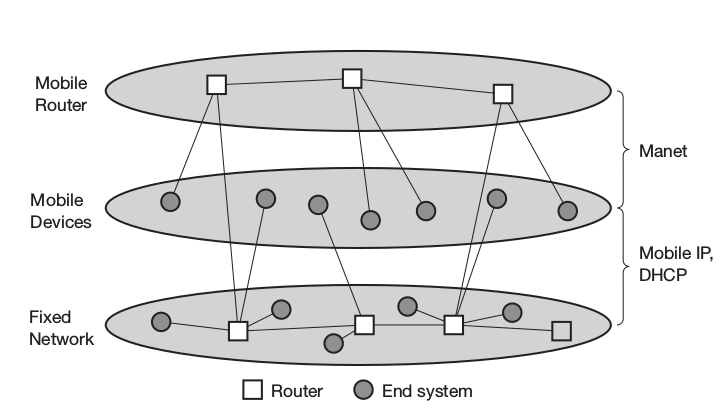 Mobile
Router
Manet
Mobile
Devices
Mobile IP,
DHCP
Fixed
Network
Router
End system